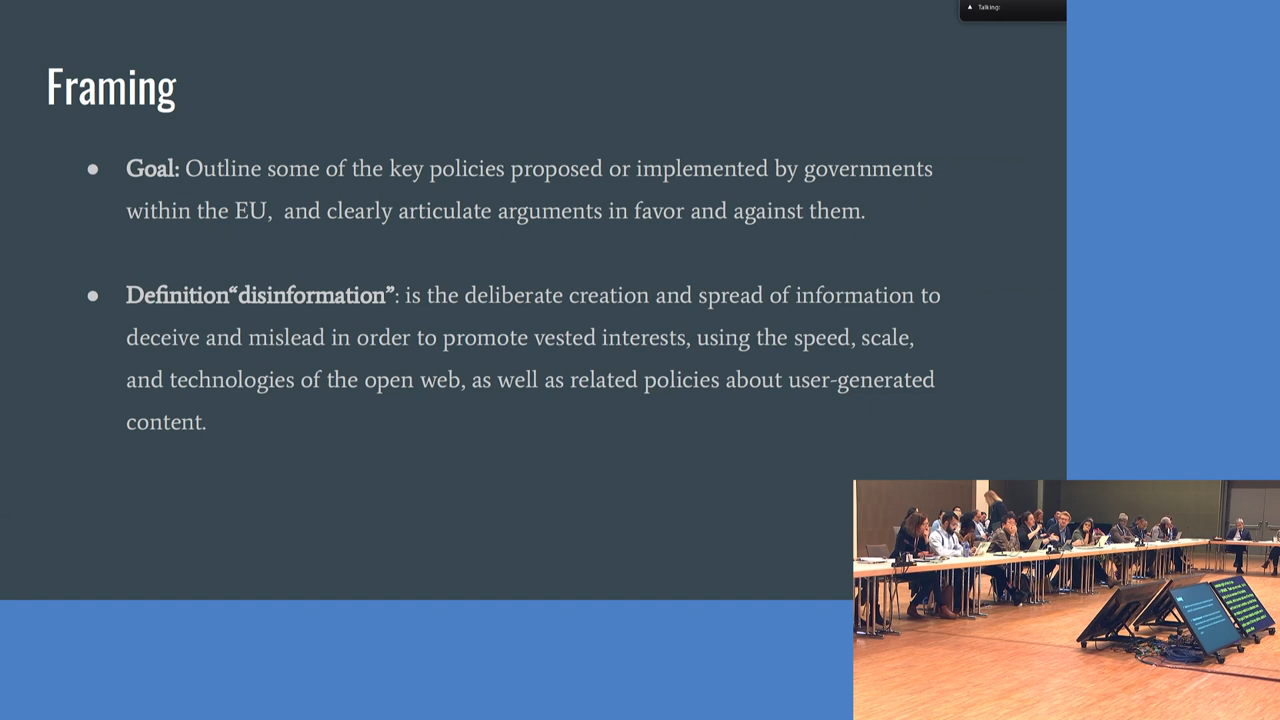 Talking:
Framing
● Goal: Outline some of the key policies proposed or implemented by governments
within the EU,  and clearly articulate arguments in favor and against them.
● Definition“disinformation”: is the deliberate creation and spread of information to
deceive and mislead in order to promote vested interests, using the speed, scale,
and technologies of the open web, as well as related policies about user-generated
content.